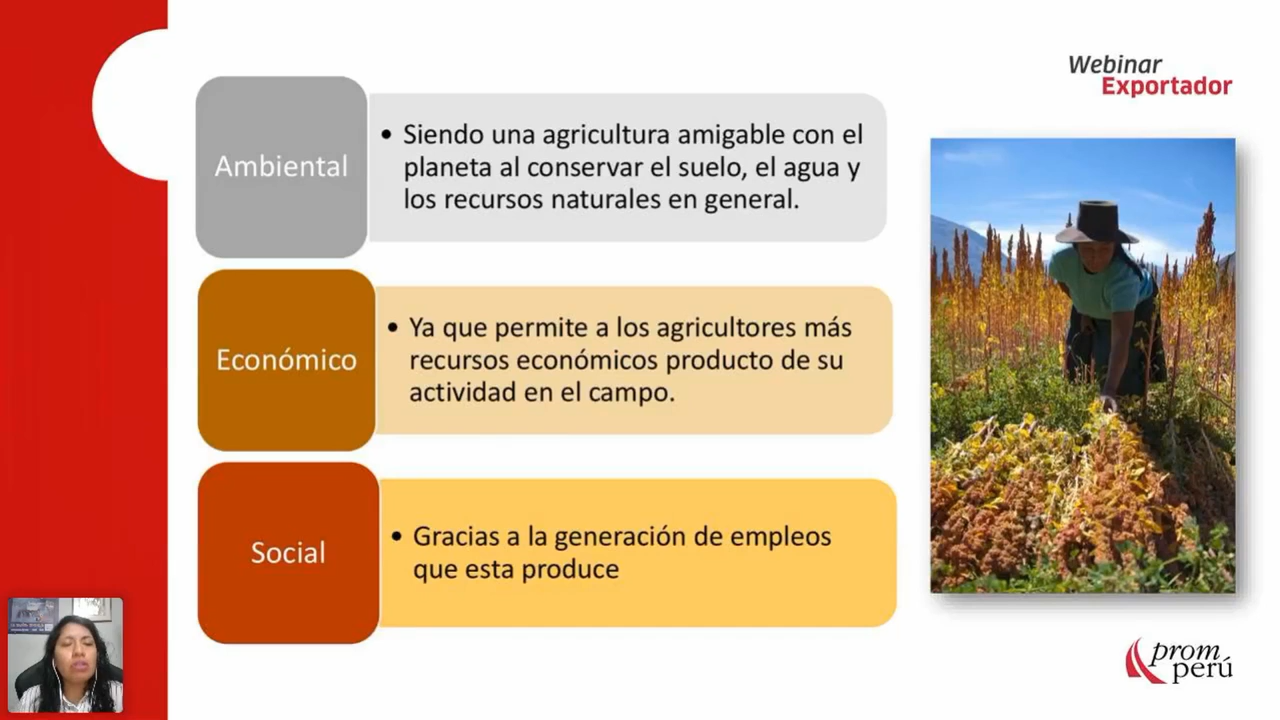 Webinar
Exportador
Ambiental
• Siendo una agricultura amigable con el
planeta al conservar el suelo, el agua y
los recursos naturales en general.
Económico
• Ya que permite a los agricultores más
recursos económicos producto de su
actividad en el campo.
Social
• Gracias a la generación de empleos
que esta produce
prom
perú